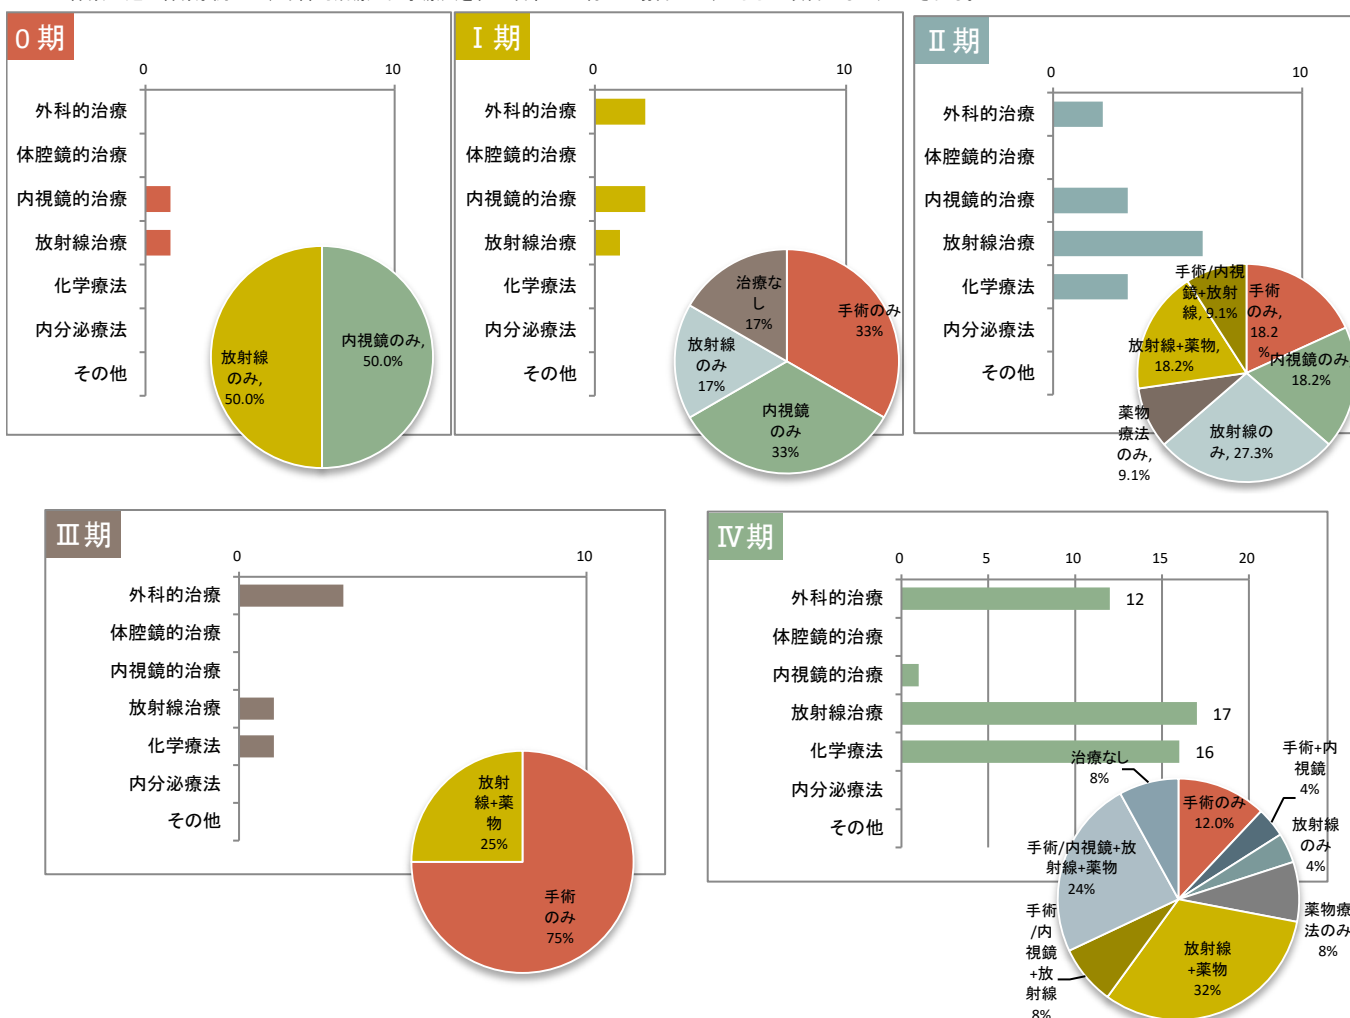 0期
0
10
外科的治療
体腔鏡的治療
内視鏡的治療
放射線治療
化学療法
内分泌療法
その他
放射線
のみ,
50.0%
内視鏡のみ,
50.0%
Ⅰ期
0
10
外科的治療
体腔鏡的治療
内視鏡的治療
放射線治療
化学療法
内分泌療法
その他
治療な
し
17%
手術のみ
33%
放射線
のみ
17%
内視鏡
のみ
33%
Ⅱ期
0
10
外科的治療
体腔鏡的治療
内視鏡的治療
放射線治療
化学療法
内分泌療法
その他
手術/内視
鏡+放射
線, 9.1%
手術
のみ,
18.2
%
放射線+薬物,
18.2%
内視鏡のみ,
18.2%
薬物
療法
のみ,
9.1%
放射線の
み, 27.3%
Ⅲ期
0
10
外科的治療
体腔鏡的治療
内視鏡的治療
放射線治療
化学療法
内分泌療法
その他
放射
線+薬
物
25%
手術
のみ
75%
Ⅳ期
0
5
10
15
20
外科的治療
12
体腔鏡的治療
内視鏡的治療
放射線治療
17
化学療法
16
内分泌療法
その他
治療なし
8%
手術のみ
12.0%
手術+内
視鏡
4%
放射線
のみ
4%
手術/内視鏡+放
射線+薬物
24%
薬物療
法のみ
8%
手術
/内
視鏡
+放
射線
8%
放射線
+薬物
32%